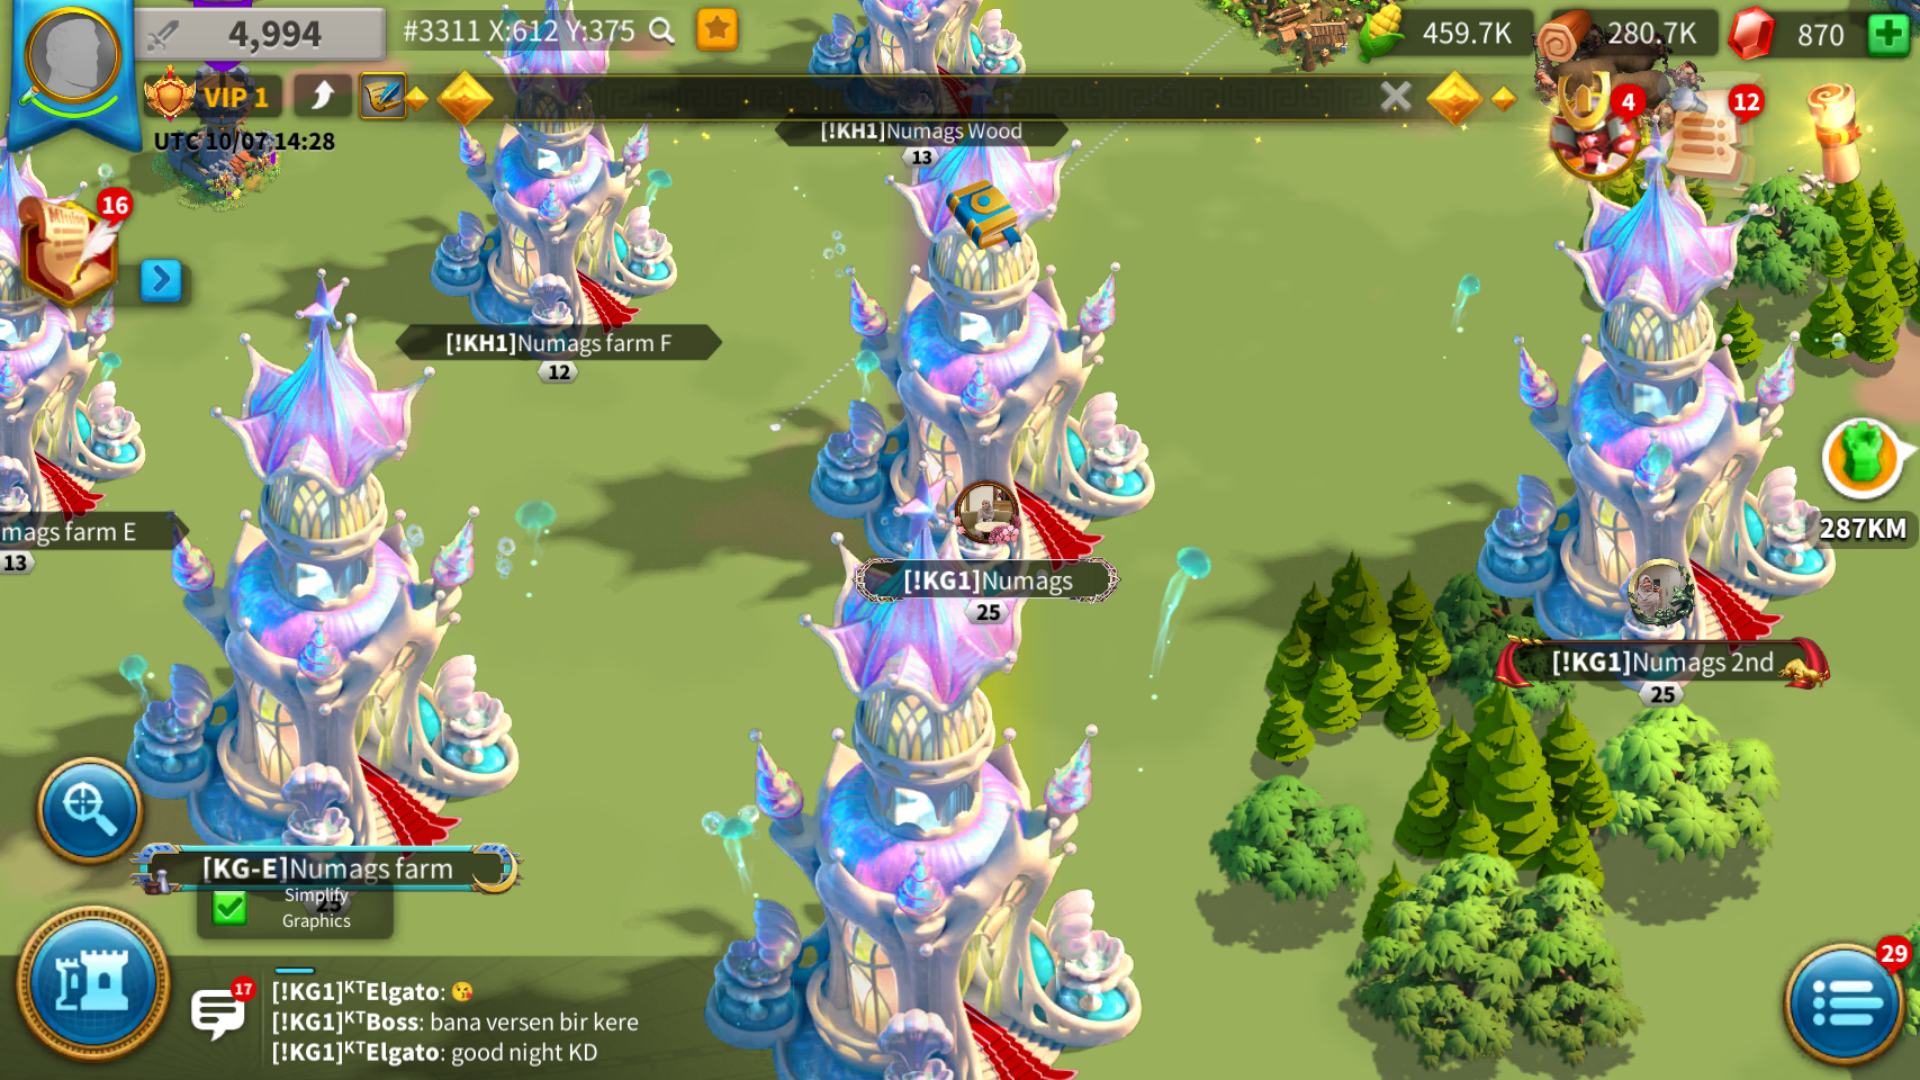 4,994
#3311 X:612 Y:375
459.7K
280.7K
870
VIP 1
UTC 10/07 14:28
4
12
[!KH1]Numags Wood
13
16
Mission
[!KH1]Numags farm F
12
mags farm E
13
287KM
[!KG1]Numags
25
[!KG1]Numags 2nd
25
[KG-E]Numags farm
25
Simplify
Graphics
29
17
[!KG1]ᴷᵀElgato: 😘
[!KG1]ᴷᵀBoss: bana versen bir kere
[!KG1]ᴷᵀElgato: good night KD